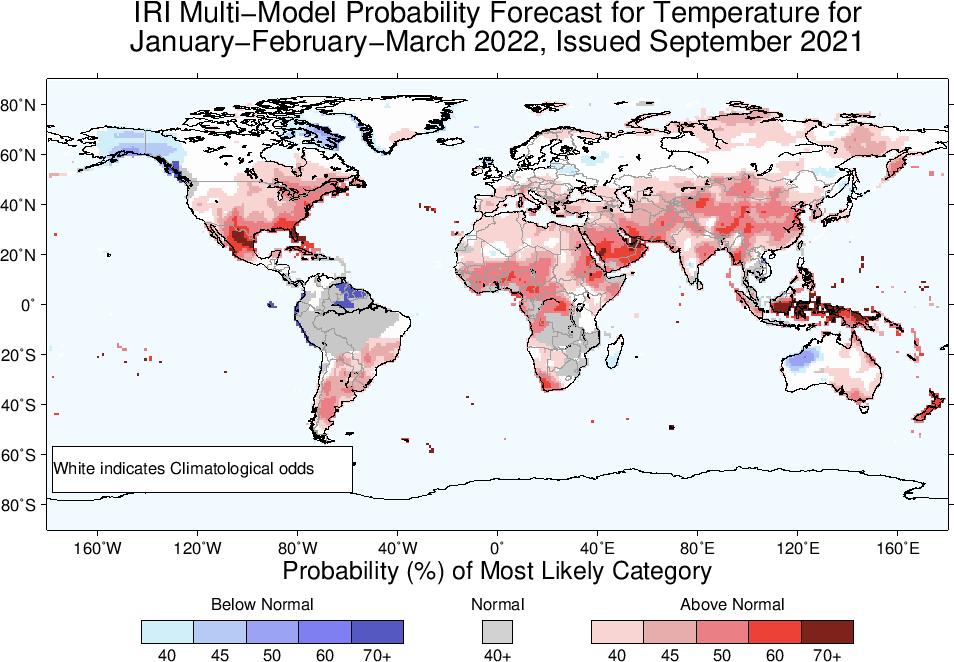 IRI Multi−Model Probability Forecast for Temperature for
January−February−March 2022, Issued September 2021
80˚N
60˚N
40˚N
20˚N
0˚
20˚S
40˚S
60˚S
80˚S
White indicates Climatological odds
160˚W 120˚W 80˚W 40˚W 0˚ 40˚E 80˚E 120˚E 160˚E
Probability (%) of Most Likely Category
Below Normal Normal Above Normal
40 45 50 60 70+ 40+ 40 45 50 60 70+